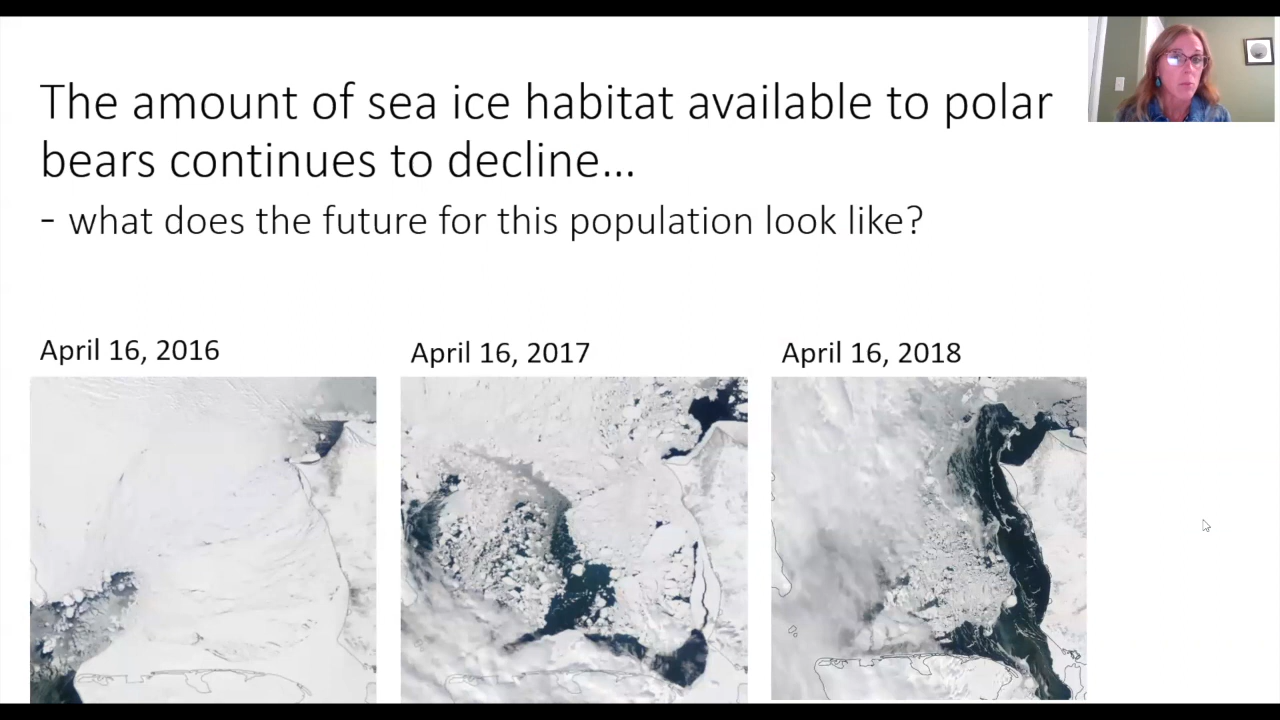 The amount of sea ice habitat available to polar
bears continues to decline...
- what does the future for this population look like?
April 16, 2016
April 16, 2017
April 16, 2018